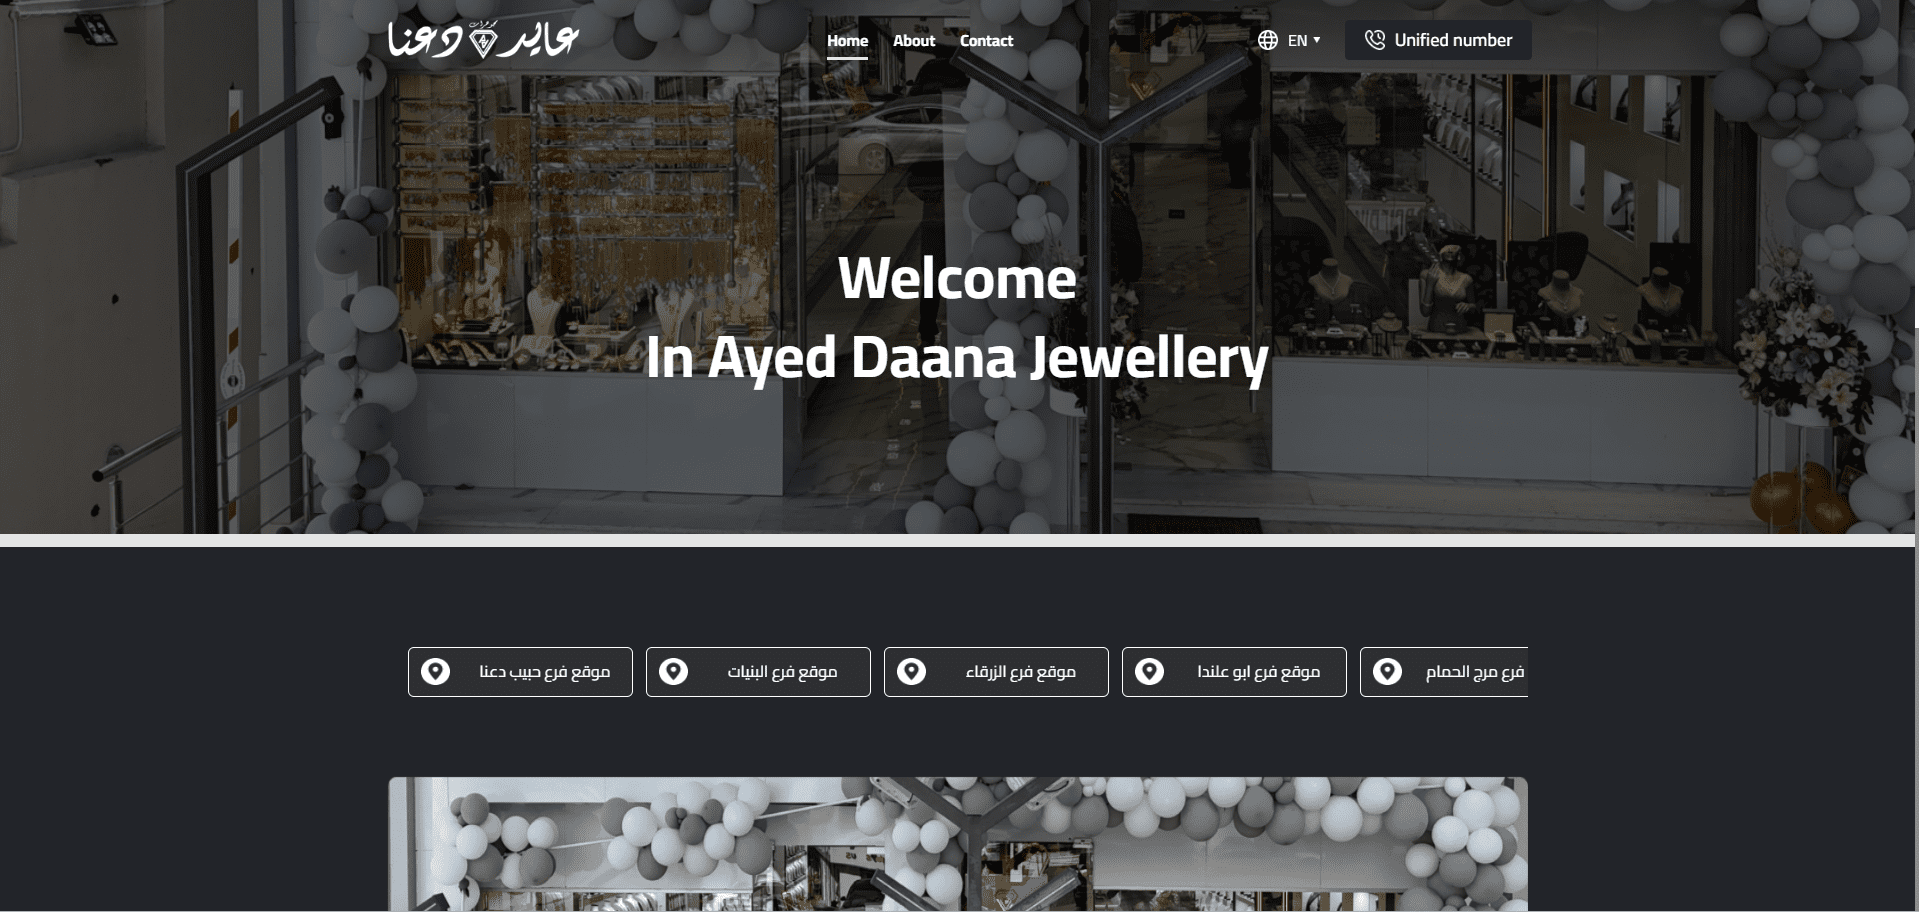 عايد دعنا
مجوهرات
Home
About
Contact
EN
Unified number
Welcome
In Ayed Daana Jewellery
موقع فرع حبيب دعنا
موقع فرع البنيات
موقع فرع الزرقاء
موقع فرع ابو علندا
فرع مرج الحمام